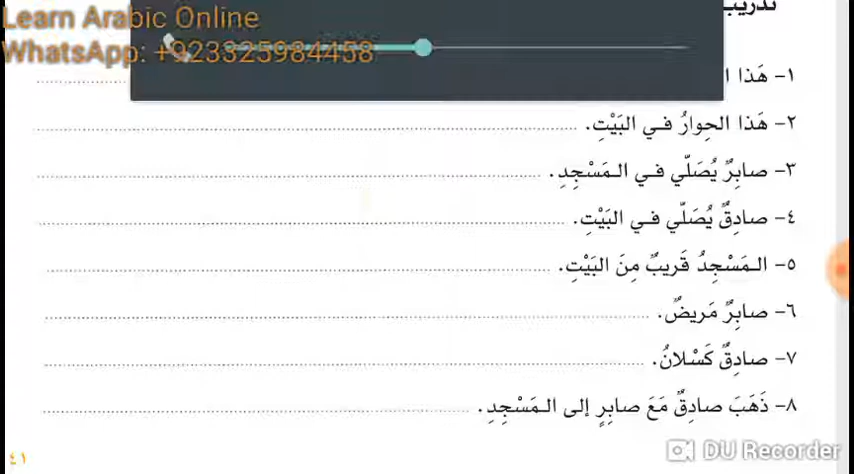 Learn Arabic Online
WhatsApp: +923325984458
تدريب
١- هَذا
٢- هَذا الحِوارُ في البَيْتِ.
٣- صابِرٌ يُصَلّي في المَسْجِدِ.
٤- صادِقٌ يُصَلّي في البَيْتِ.
٥- المَسْجِدُ قَريبٌ مِنَ البَيْتِ.
٦- صابِرٌ مَريضٌ.
٧- صادِقٌ كَسْلانُ.
٨- ذَهَبَ صادِقٌ مَعَ صابِرٍ إلى المَسْجِدِ.
٤١
DU Recorder